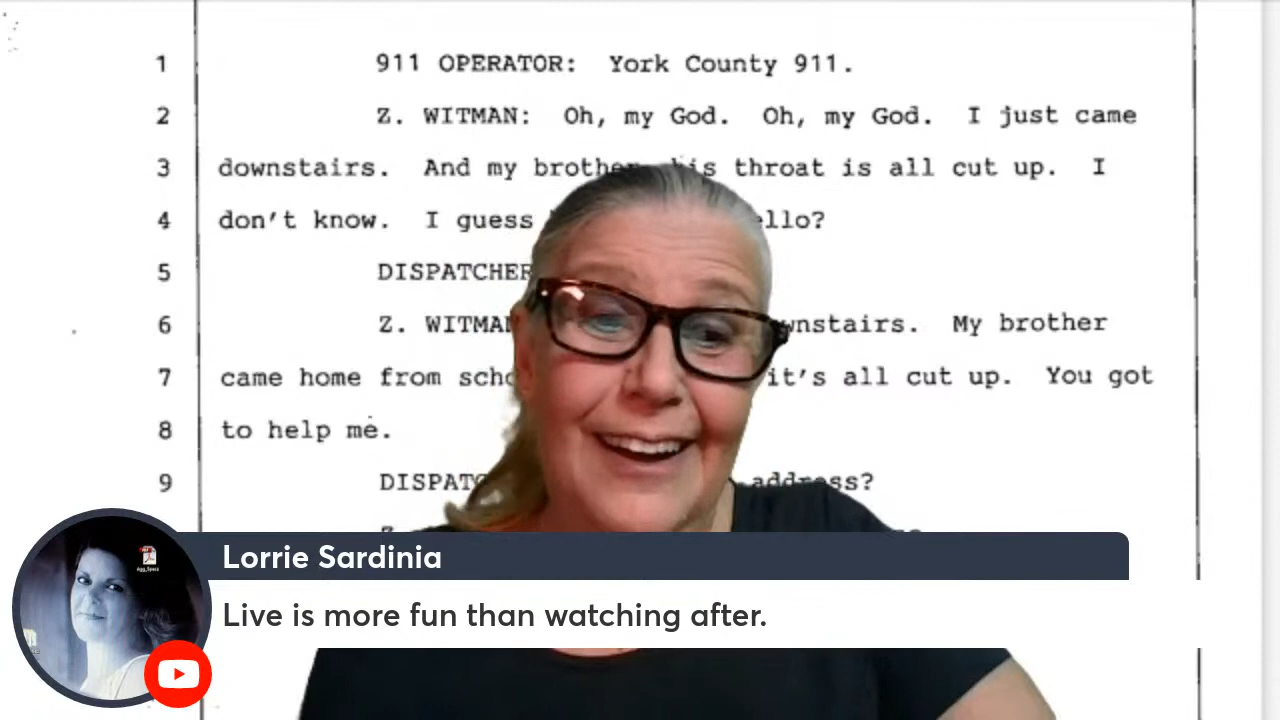 1 911 OPERATOR: York County 911.
2 Z. WITMAN: Oh, my God. Oh, my God. I just came
3 downstairs. And my brother his throat is all cut up. I
4 don't know. I guess ello?
5 DISPATCHER
6 Z. WITMAN wnstairs. My brother
7 came home from scho it's all cut up. You got
8 to help me.
9 DISPATC address?
Lorrie Sardinia
Live is more fun than watching after.